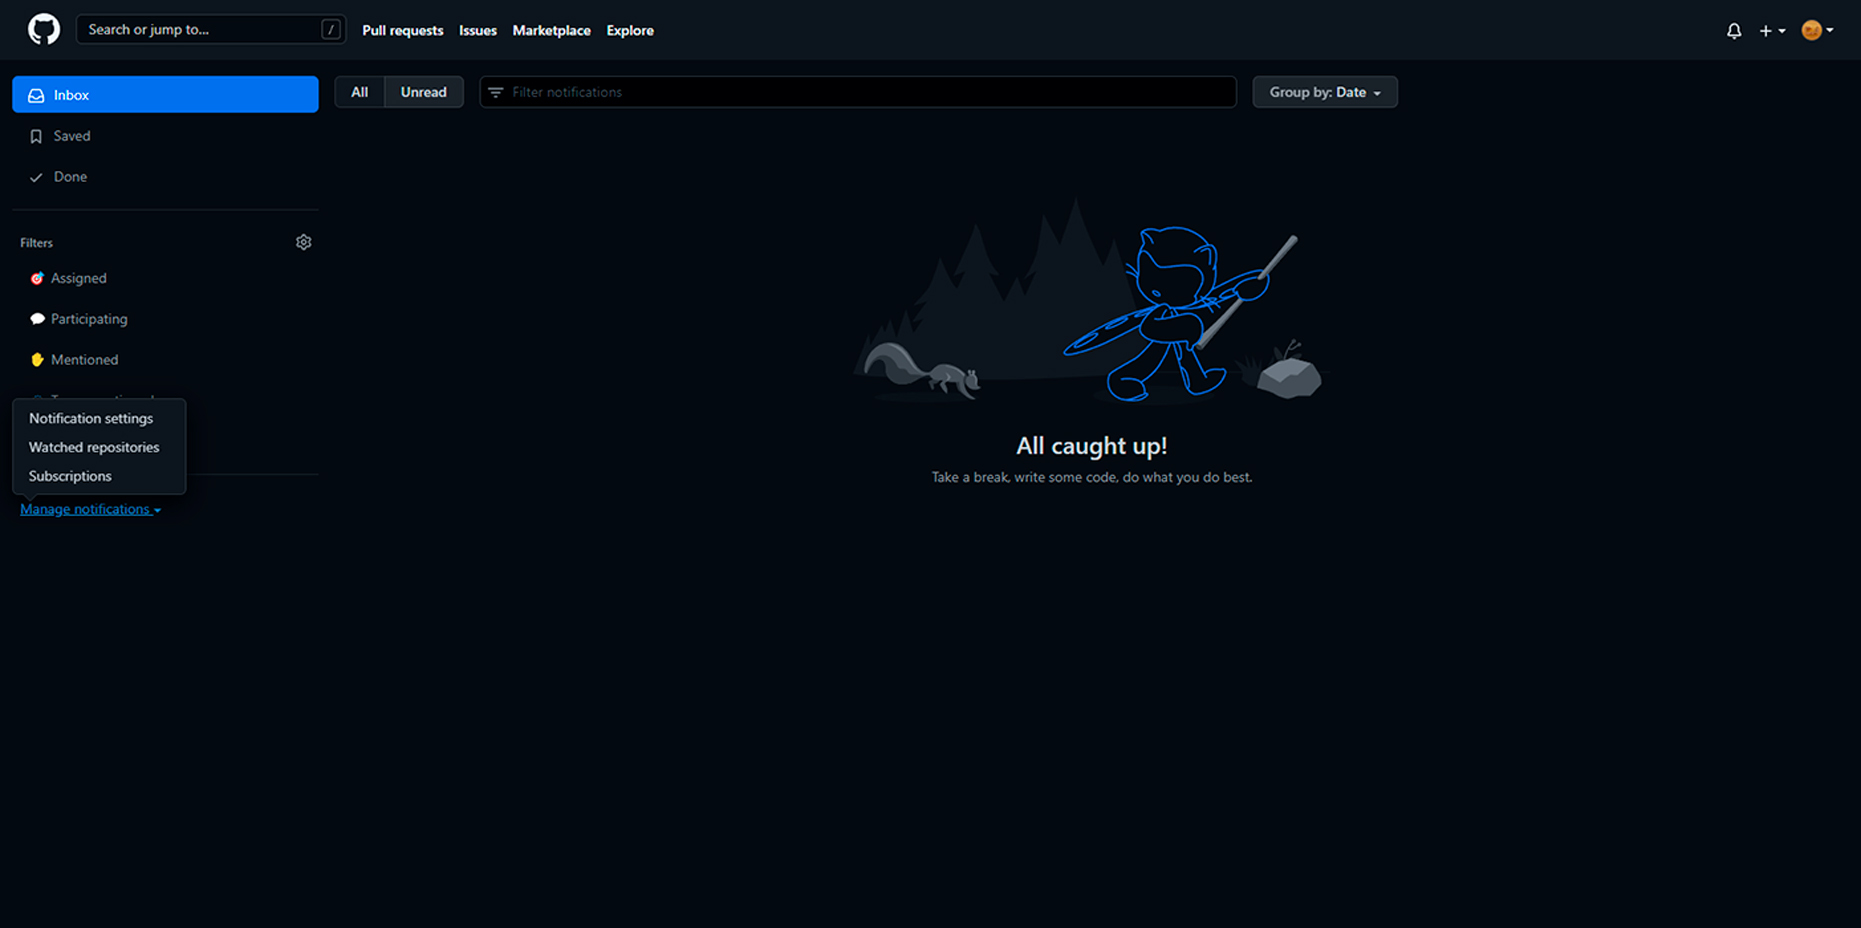 Search or jump to... /
Pull requests Issues Marketplace Explore
Inbox
Saved
Done
All Unread
Filter notifications
Group by: Date
Filters
Assigned
Participating
Mentioned
Notification settings
Watched repositories
Subscriptions
Manage notifications
All caught up!
Take a break, write some code, do what you do best.